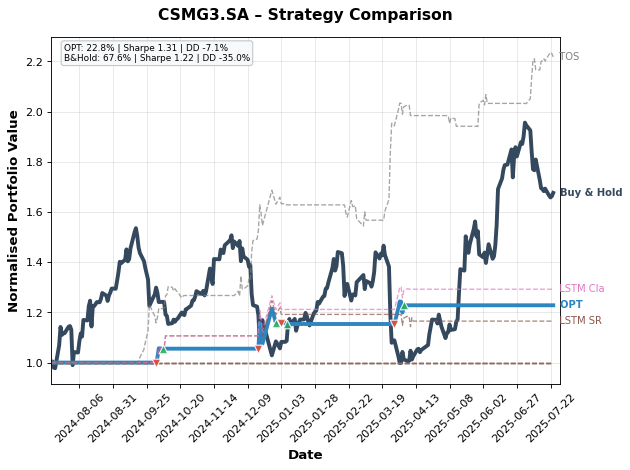 CSMG3.SA – Strategy Comparison
OPT: 22.8% | Sharpe 1.31 | DD -7.1%
B&Hold: 67.6% | Sharpe 1.22 | DD -35.0%
Normalised Portfolio Value
2.2
2.0
1.8
1.6
1.4
1.2
1.0
TOS
Buy & Hold
LSTM Cla
OPT
LSTM SR
2024-08-06
2024-08-31
2024-09-25
2024-10-20
2024-11-14
2024-12-09
2025-01-03
2025-01-28
2025-02-22
2025-03-19
2025-04-13
2025-05-08
2025-06-02
2025-06-27
2025-07-22
Date